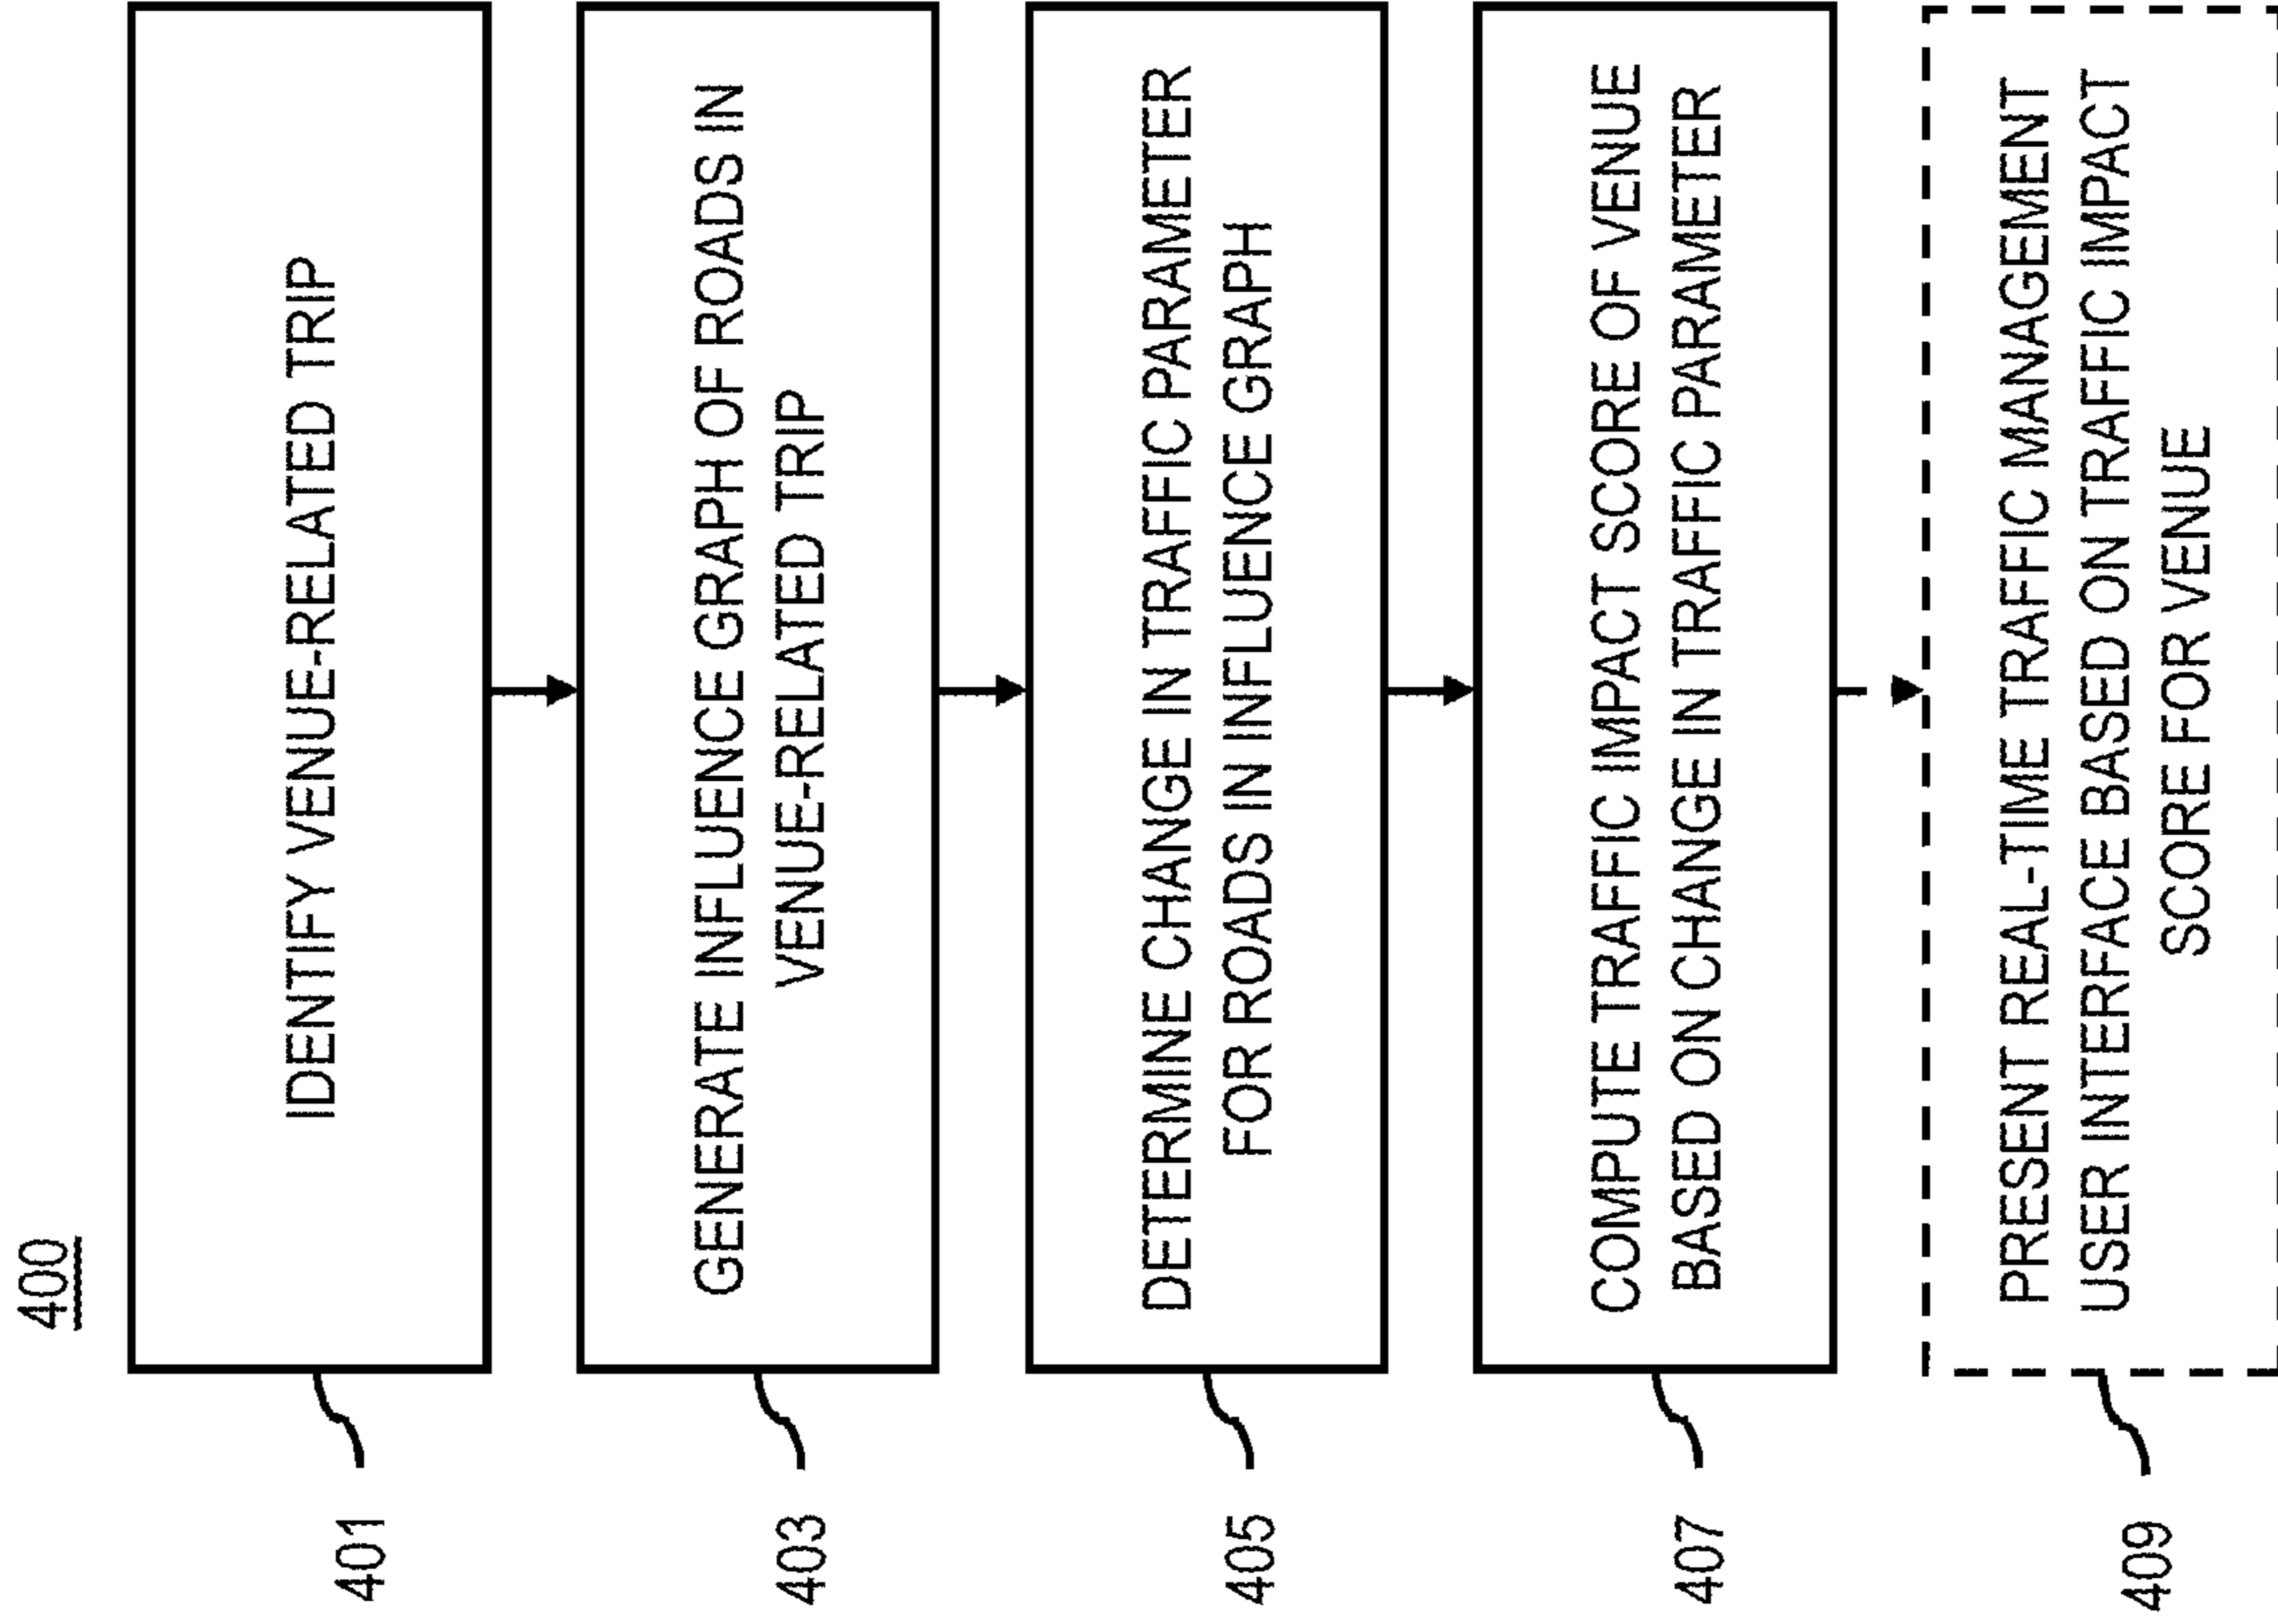 400
401
IDENTIFY VENUE-RELATED TRIP
403
GENERATE INFLUENCE GRAPH OF ROADS IN
VENUE-RELATED TRIP
405
DETERMINE CHANGE IN TRAFFIC PARAMETER
FOR ROADS IN INFLUENCE GRAPH
407
COMPUTE TRAFFIC IMPACT SCORE OF VENUE
BASED ON CHANGE IN TRAFFIC PARAMETER
409
PRESENT REAL-TIME TRAFFIC MANAGEMENT
USER INTERFACE BASED ON TRAFFIC IMPACT
SCORE FOR VENUE